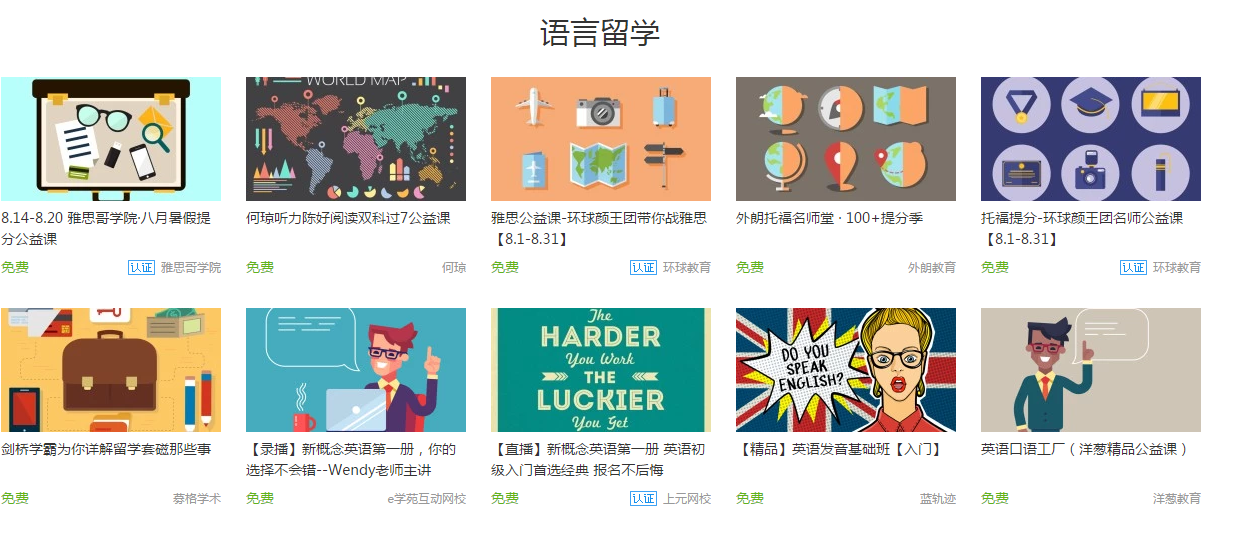 语言留学
WORLD MAP
8.14-8.20 雅思哥学院·八月暑假提
分公益课
免费 认证 雅思哥学院
何琼听力陈好阅读双科过7公益课
免费 何琼
雅思公益课-环球颜王团带你战雅思
【8.1-8.31】
免费 认证 环球教育
外朗托福名师堂 · 100+提分季
免费 外朗教育
托福提分-环球颜王团名师公益课
【8.1-8.31】
免费 认证 环球教育
剑桥学霸为你详解留学套磁那些事
免费 蓦格学术
【录播】新概念英语第一册，你的
选择不会错--Wendy老师主讲
免费 e学苑互动网校
The
HARDER
You Work
THE
LUCKIER
You Get
【直播】新概念英语第一册 英语初
级入门首选经典 报名不后悔
免费 认证 上元网校
DO YOU
SPEAK
ENGLISH?
【精品】英语发音基础班【入门】
免费 蓝轨迹
英语口语工厂（洋葱精品公益课）
免费 洋葱教育